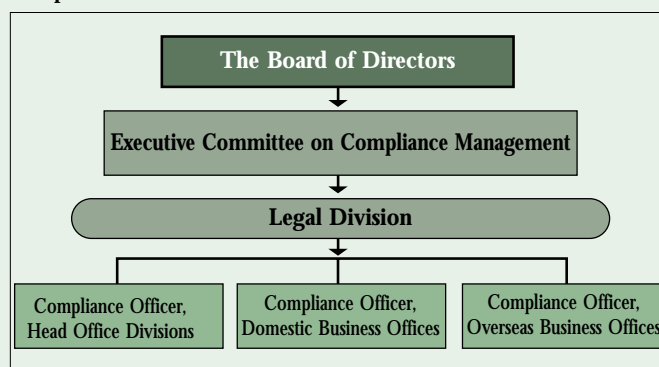 The Board of Directors
Executive Committee on Compliance Management
Legal Division
Compliance Officer,
Head Office Divisions
Compliance Officer,
Domestic Business Offices
Compliance Officer,
Overseas Business Offices